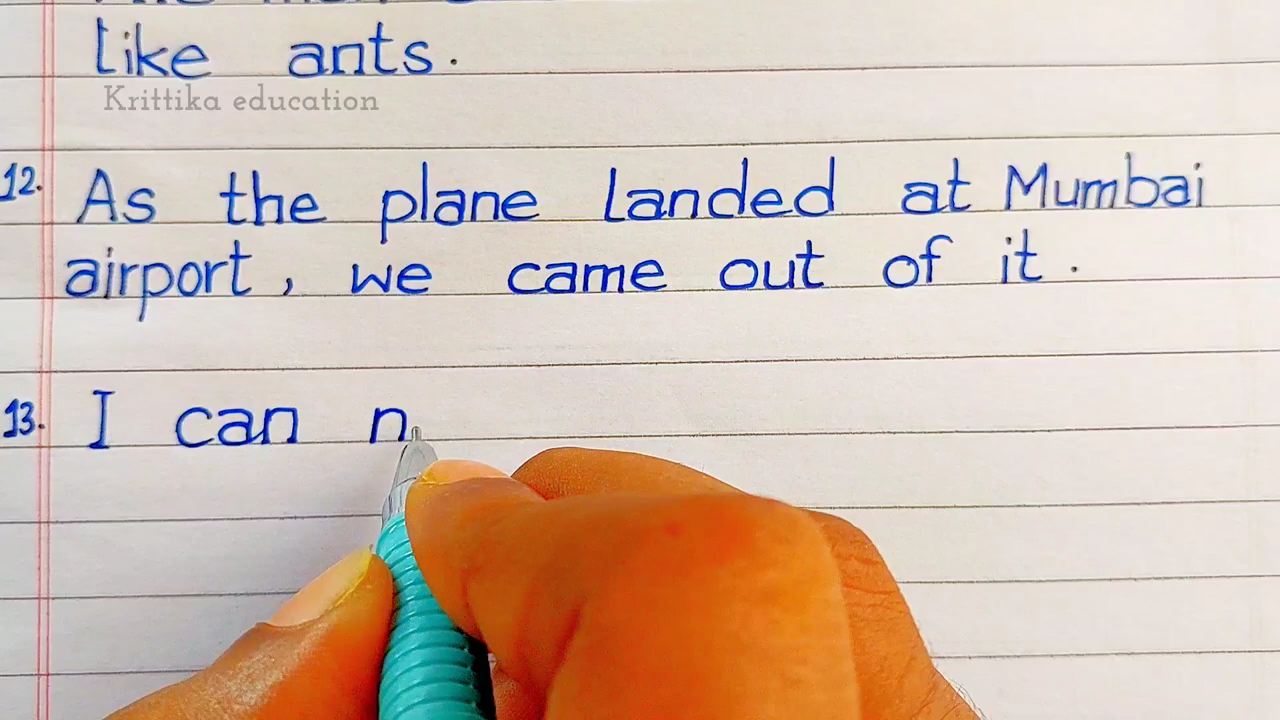 like ants.
Krittika education
12. As the plane landed at Mumbai
airport, we came out of it.
13. I can n